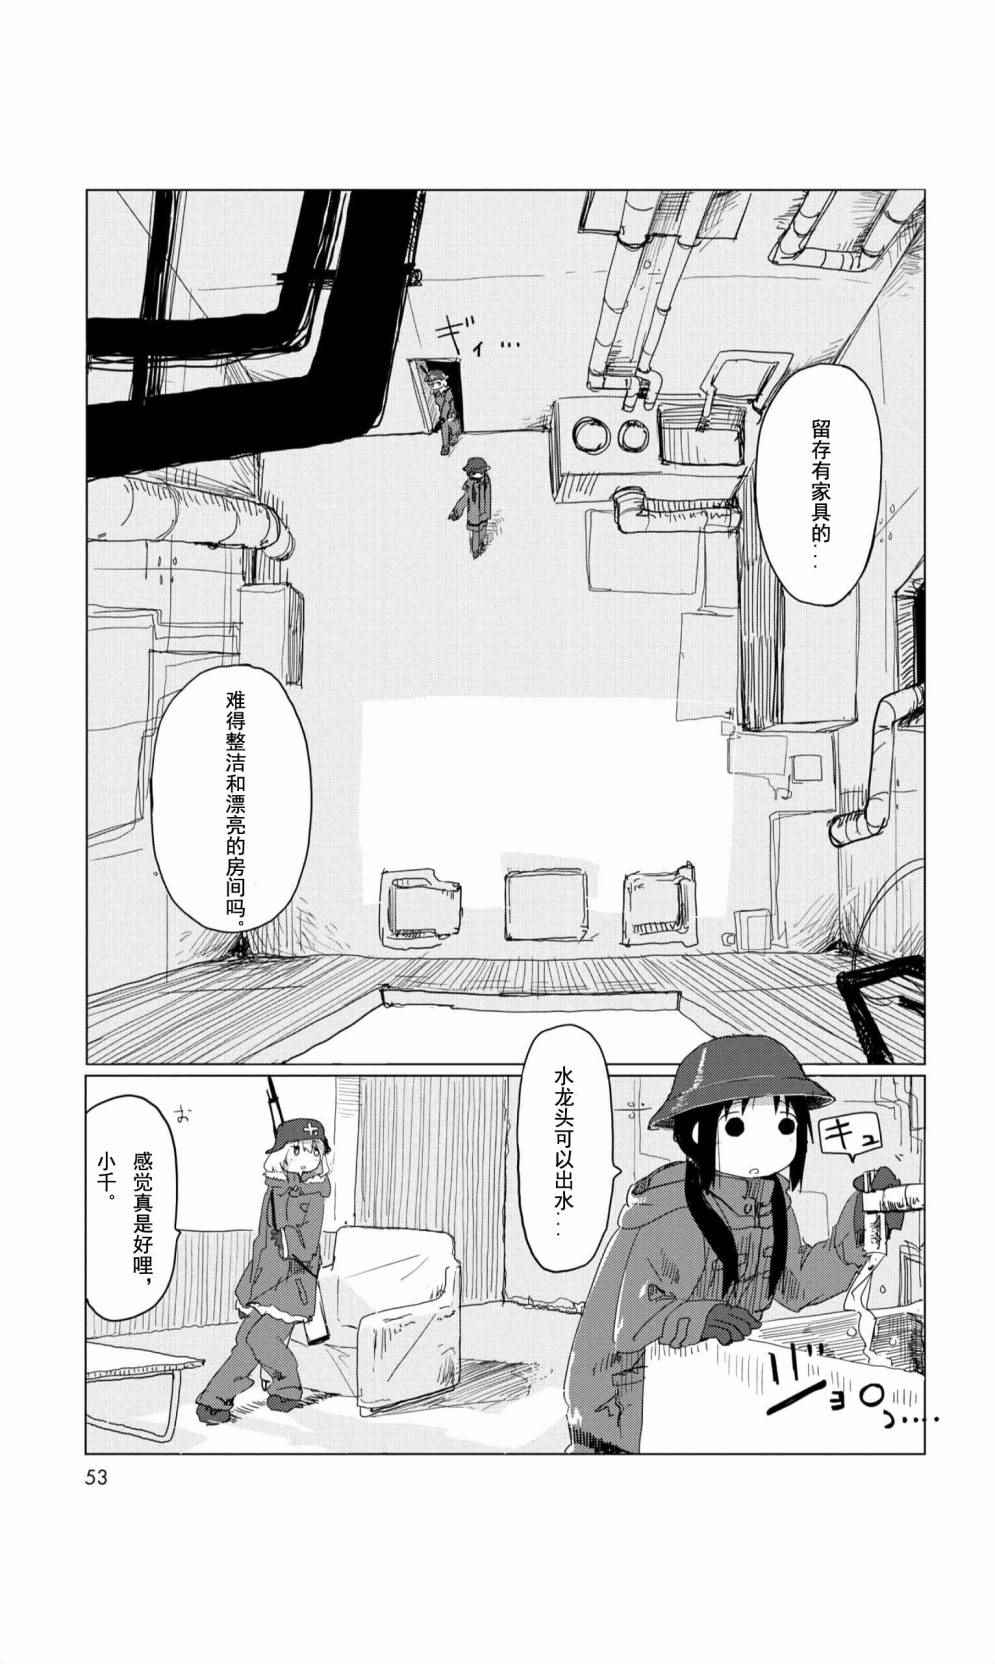 ギィ…
留存有家具的…
难得整洁和漂亮的房间吗。
水龙头可以出水…
キュ
ジョロ….
お
感觉真是好哩，
小千。
53